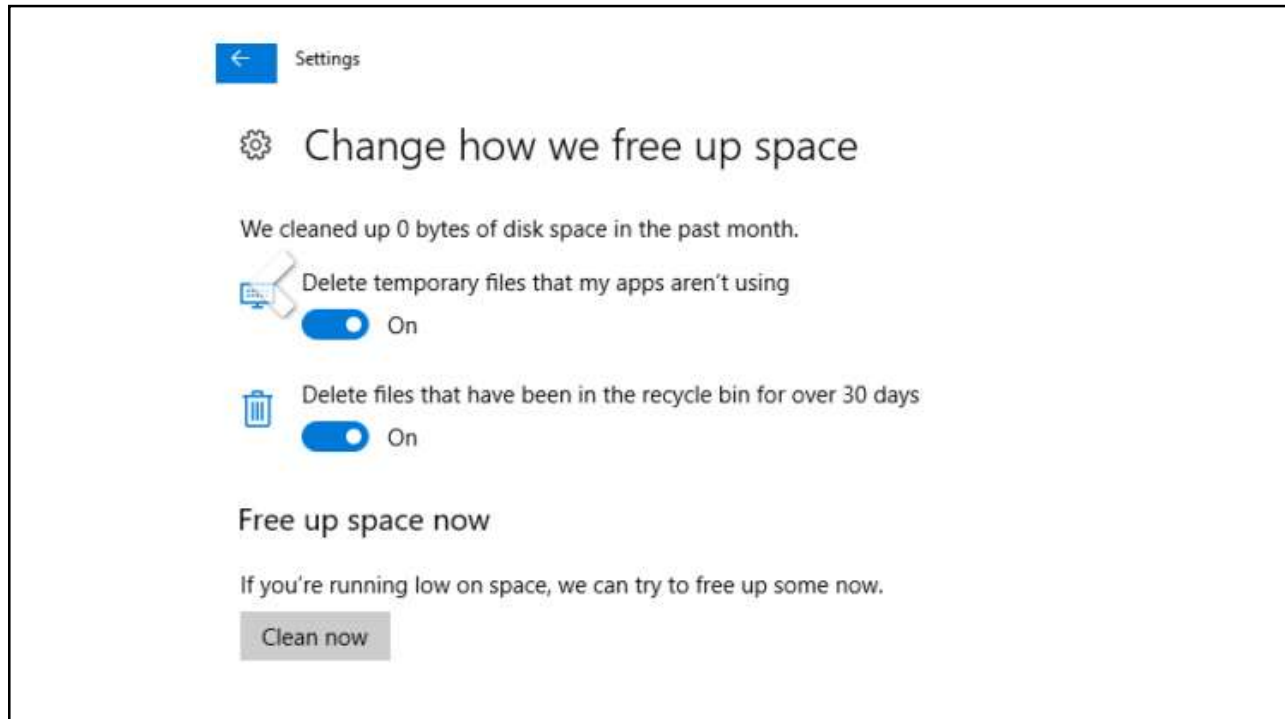 Settings
Change how we free up space
We cleaned up 0 bytes of disk space in the past month.
Delete temporary files that my apps aren't using
On
Delete files that have been in the recycle bin for over 30 days
On
Free up space now
If you're running low on space, we can try to free up some now.
Clean now